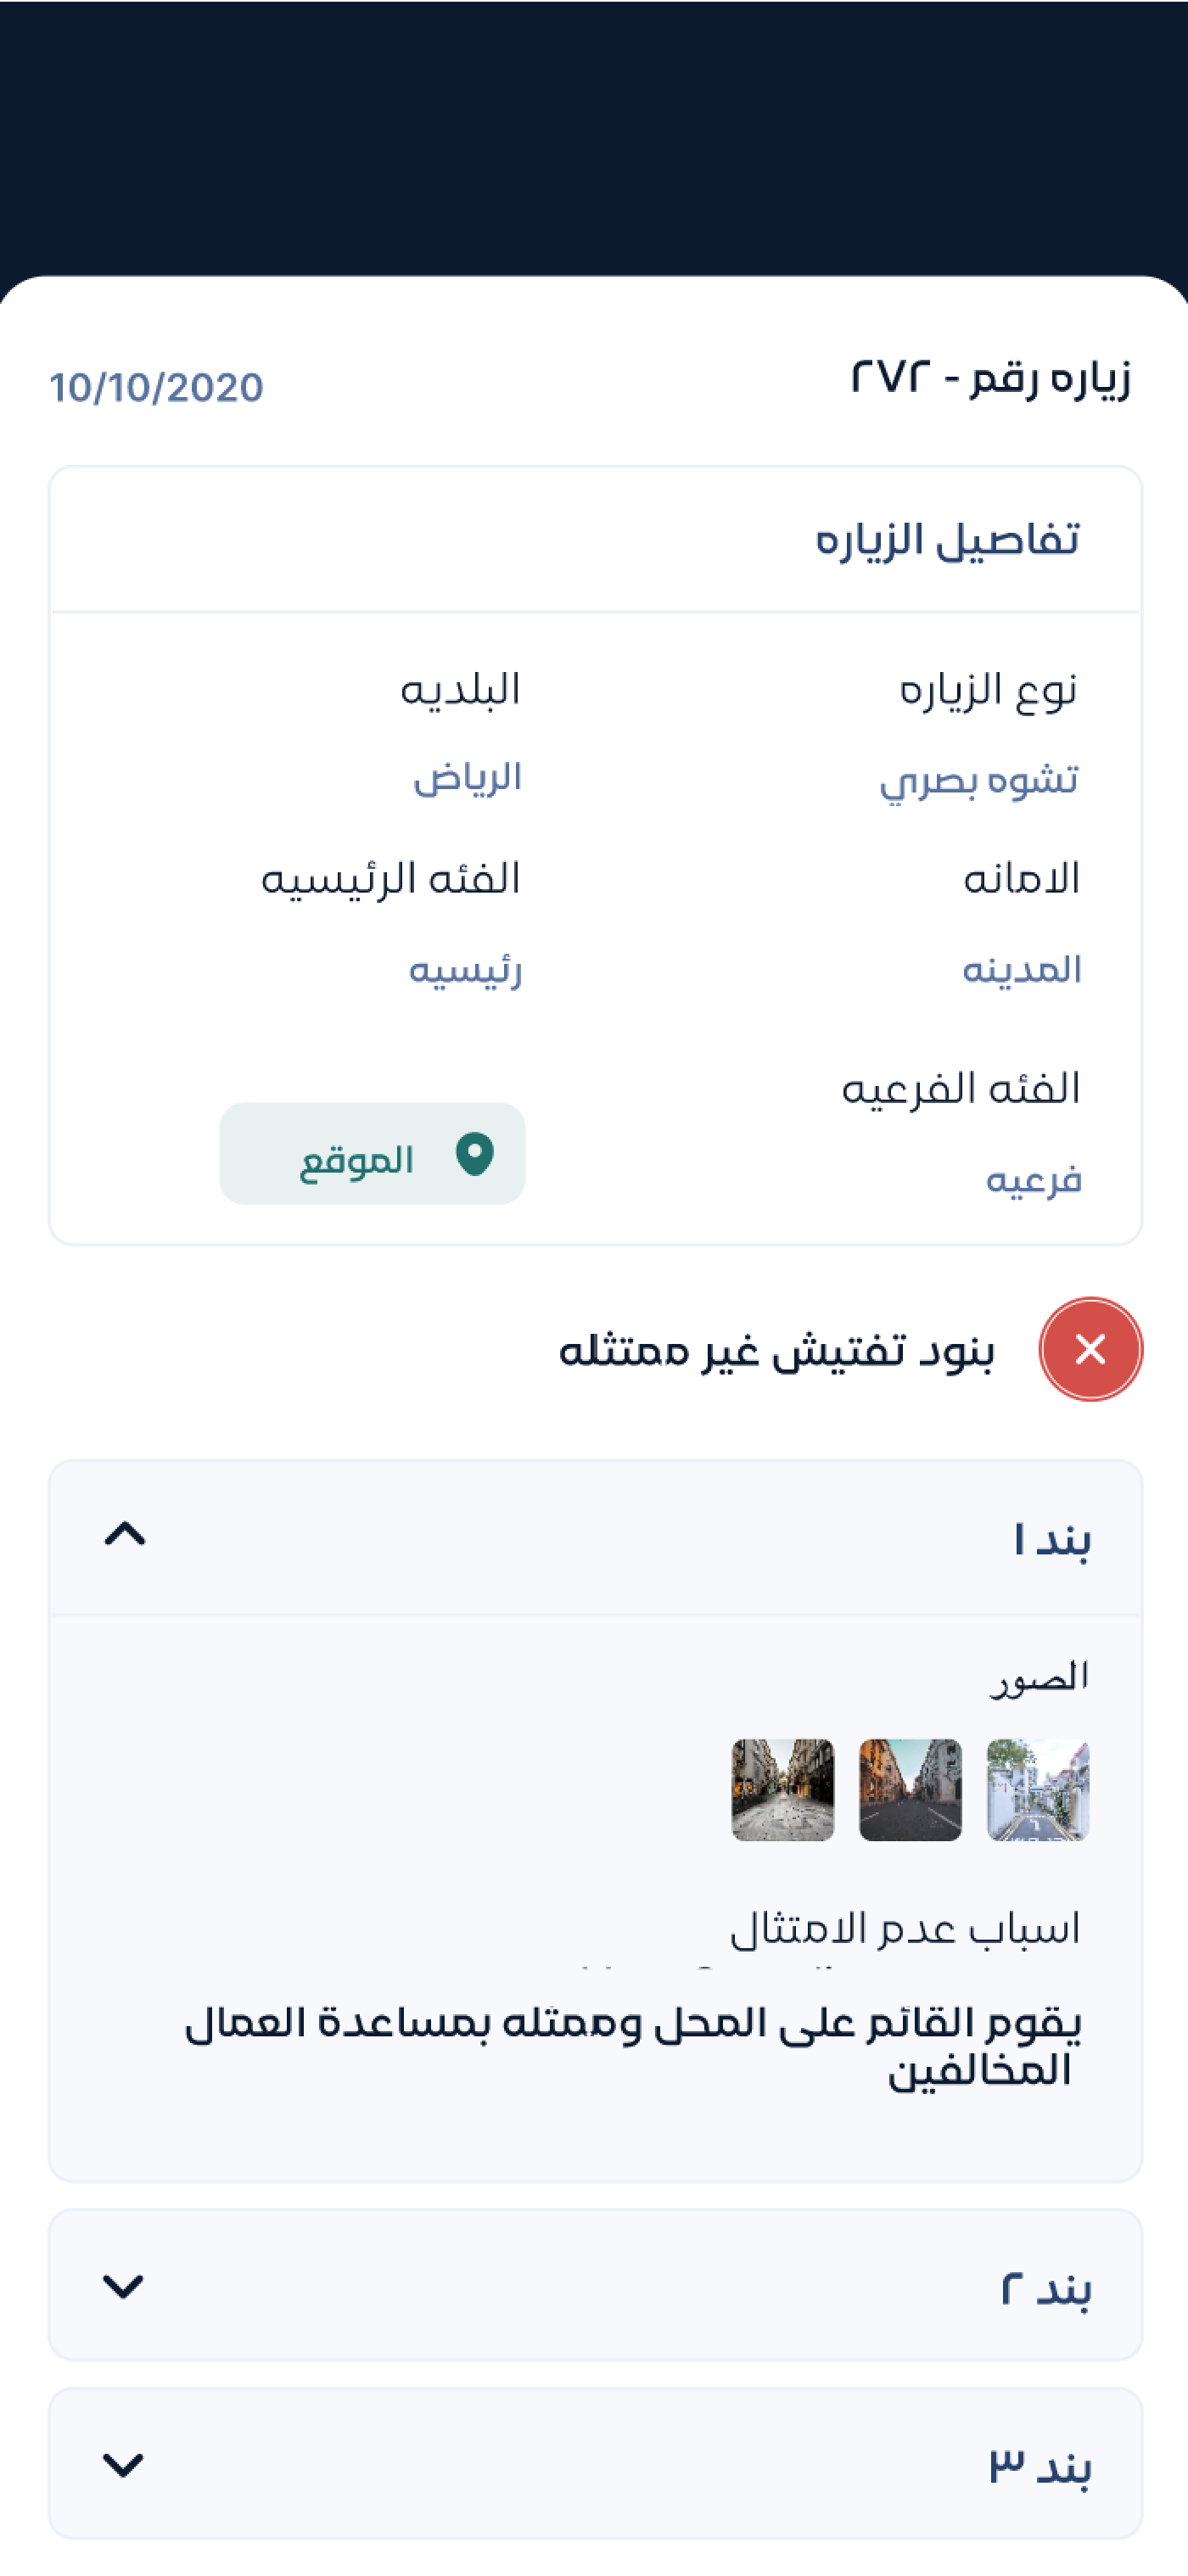 زياره رقم - ٢٧٢
10/10/2020
تفاصيل الزياره
نوع الزياره
البلديه
تشوه بصري
الرياض
الامانه
الفئه الرئيسيه
المدينه
رئيسيه
الفئه الفرعيه
الموقع
فرعيه
بنود تفتيش غير ممتثله
بند ١
الصور
اسباب عدم الامتثال
يقوم القائم على المحل وممثله بمساعدة العمال
المخالفين
بند ٢
بند ٣